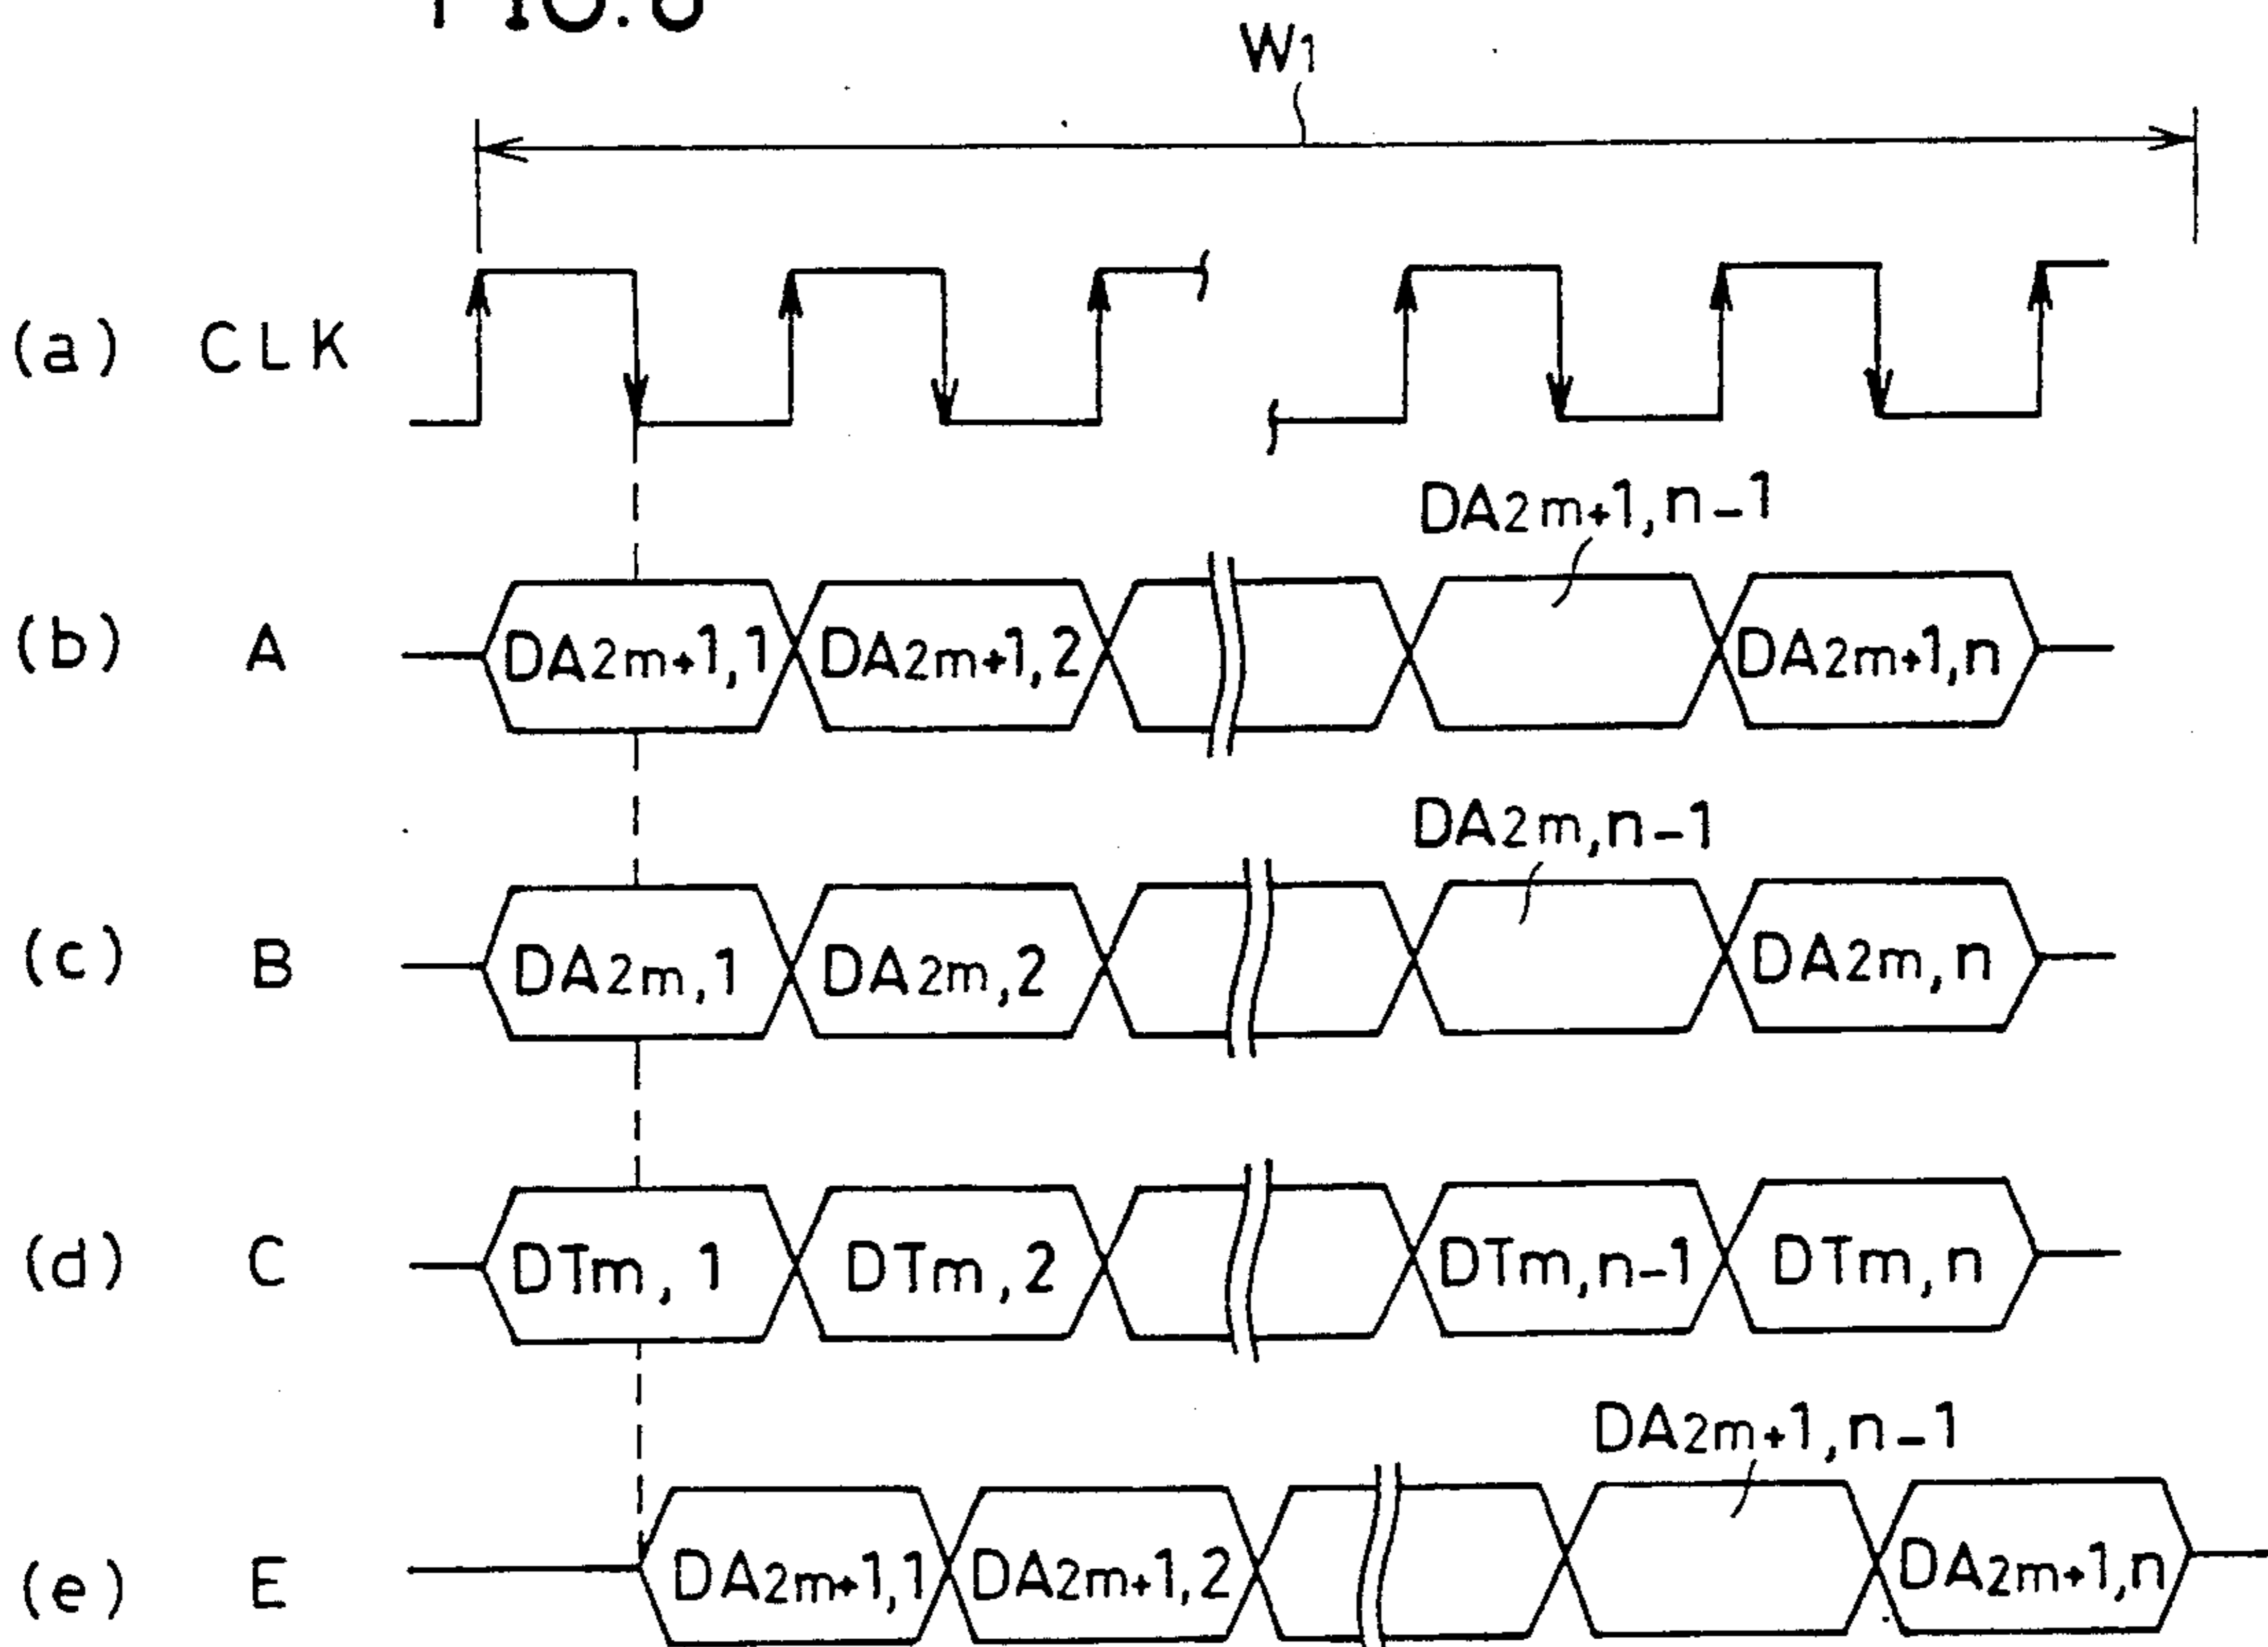 W1
(a) CLK
DA2m+1,n-1
(b) A DA2m+1,1 DA2m+1,2 DA2m+1,n
DA2m,n-1
(c) B DA2m,1 DA2m,2 DA2m,n
(d) C DTm,1 DTm,2 DTm,n-1 DTm,n
DA2m+1,n-1
(e) E DA2m+1,1 DA2m+1,2 DA2m+1,n